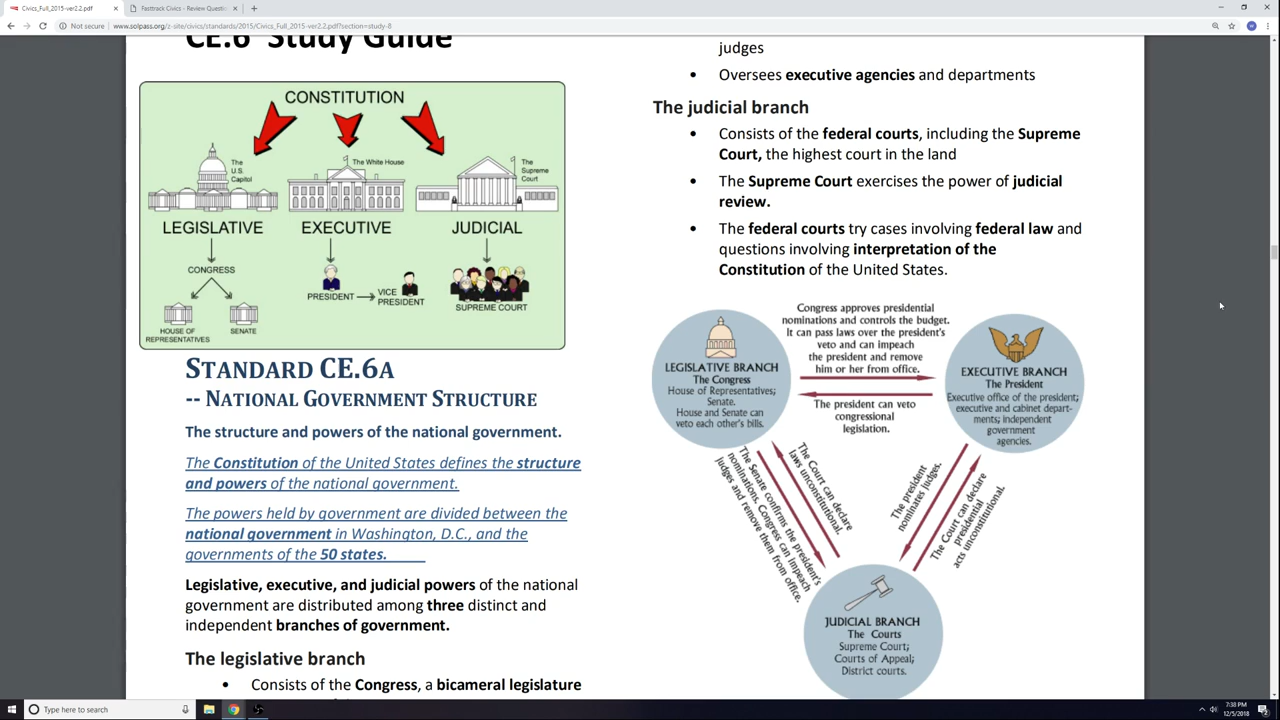 Civics_Full_2015-ver2.2.pdf
Fasttrack Civics - Review Questi
Not secure | www.solpass.org/z-site/civics/standards/2015/Civics_Full_2015-ver2.2.pdf?section=study-8
CE.6 Study Guide
CONSTITUTION
The
U.S.
Capitol
The White House
The
Supreme
Court
LEGISLATIVE
EXECUTIVE
JUDICIAL
CONGRESS
HOUSE OF
REPRESENTATIVES
SENATE
PRESIDENT
VICE
PRESIDENT
SUPREME COURT
STANDARD CE.6A
-- NATIONAL GOVERNMENT STRUCTURE
The structure and powers of the national government.
The Constitution of the United States defines the structure
and powers of the national government.
The powers held by government are divided between the
national government in Washington, D.C., and the
governments of the 50 states.
Legislative, executive, and judicial powers of the national
government are distributed among three distinct and
independent branches of government.
The legislative branch
• Consists of the Congress, a bicameral legislature
judges
• Oversees executive agencies and departments
The judicial branch
• Consists of the federal courts, including the Supreme
Court, the highest court in the land
• The Supreme Court exercises the power of judicial
review.
• The federal courts try cases involving federal law and
questions involving interpretation of the
Constitution of the United States.
Congress approves presidential
nominations and controls the budget.
It can pass laws over the president's
veto and can impeach
the president and remove
him or her from office.
LEGISLATIVE BRANCH
The Congress
House of Representatives;
Senate.
House and Senate can
veto each other's bills.
The president can veto
congressional
legislation.
EXECUTIVE BRANCH
The President
Executive office of the president;
executive and cabinet depart-
ments; independent
government
agencies.
The Court can declare
laws unconstitutional.
The Senate confirms the president's
nominations. Congress can impeach
judges and remove them from office.
The president
nominates judges.
The Court can declare
presidential
acts unconstitutional.
JUDICIAL BRANCH
The Courts
Supreme Court;
Courts of Appeal;
District courts.
Type here to search
7:38 PM
12/5/2018